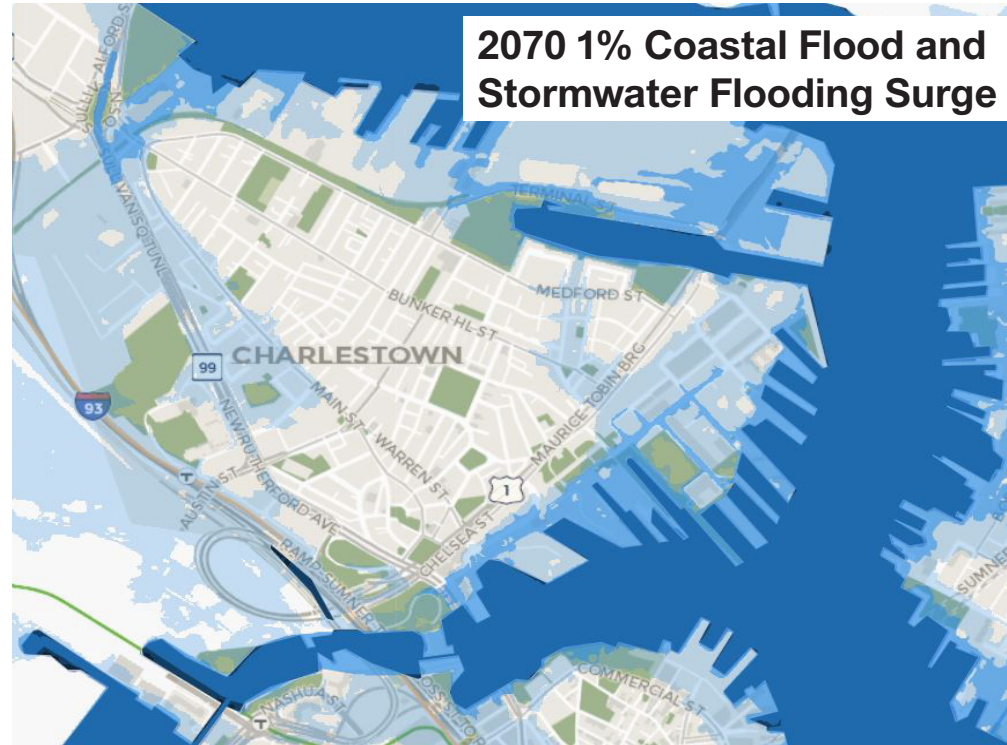 2070 1% Coastal Flood and
Stormwater Flooding Surge
TERMINAL ST
MEDFORD ST
BUNKER HL ST
CHARLESTOWN
99
93
MAIN ST
WARREN ST
NEW RUTHERFORD AVE
MAURICE TOBIN BRG
1
T
AUSTIN ST
CHELSEA ST
RAMP-SUMNER
SUMNER
COMMERCIAL ST
NASHUA ST
T